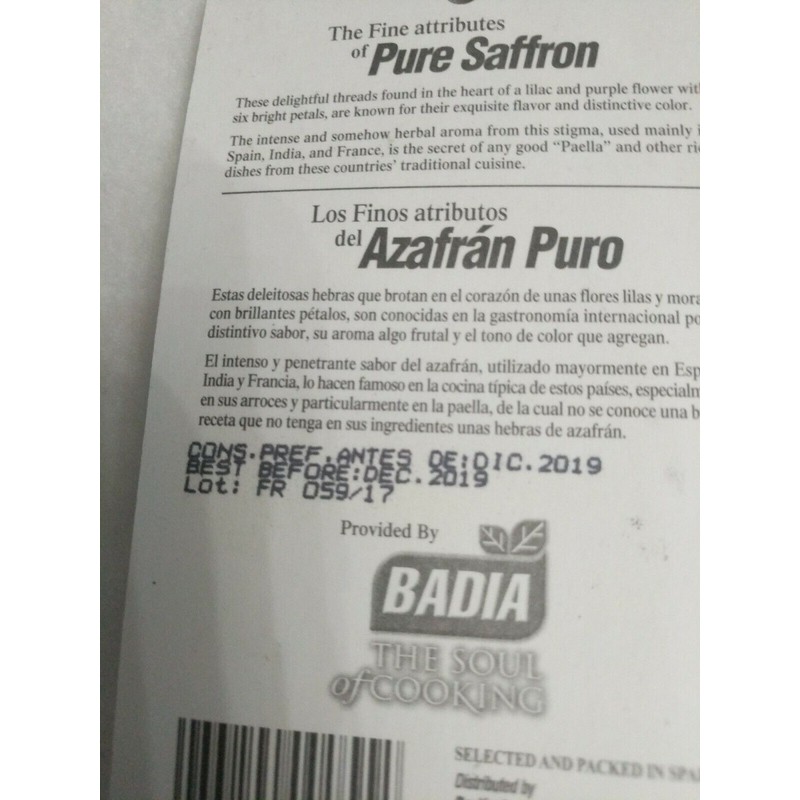 The Fine attributes
of Pure Saffron
These delightful threads found in the heart of a lilac and purple flower
six bright petals, are known for their exquisite flavor and distinctive color.
The intense and somehow herbal aroma from this stigma, used mainly
Spain, India, and France, is the secret of any good “Paella” and other
dishes from these countries’ traditional cuisine.
Los Finos atributos
del Azafrán Puro
Estas deleitosas hebras que brotan en el corazón de unas flores lilas y
con brillantes pétalos, son conocidas en la gastronomía internacional
distintivo sabor, su aroma algo frutal y el tono de color que agregan.
El intenso y penetrante sabor del azafrán, utilizado mayormente en
India y Francia, lo hacen famoso en la cocina típica de estos países,
en sus arroces y particularmente en la paella, de la cual no se conoce una
receta que no tenga en sus ingredientes unas hebras de azafrán.
CONS.PREF.ANTES DE:DIC.2019
BEST BEFORE:DEC.2019
Lot: FR 059/17
Provided By
BADIA
THE SOUL
of COOKING
SELECTED AND PACKED IN
Distributed by